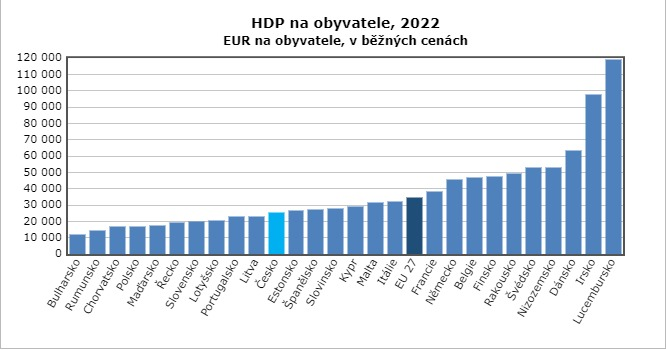 HDP na obyvatele, 2022
EUR na obyvatele, v běžných cenách
120 000
110 000
100 000
90 000
80 000
70 000
60 000
50 000
40 000
30 000
20 000
10 000
0
Bulharsko
Rumunsko
Chorvatsko
Polsko
Maďarsko
Řecko
Slovensko
Lotyšsko
Portugalsko
Litva
Česko
Estonsko
Španělsko
Slovinsko
Kypr
Malta
Itálie
EU 27
Francie
Německo
Belgie
Finsko
Rakousko
Švédsko
Nizozemsko
Dánsko
Irsko
Lucembursko